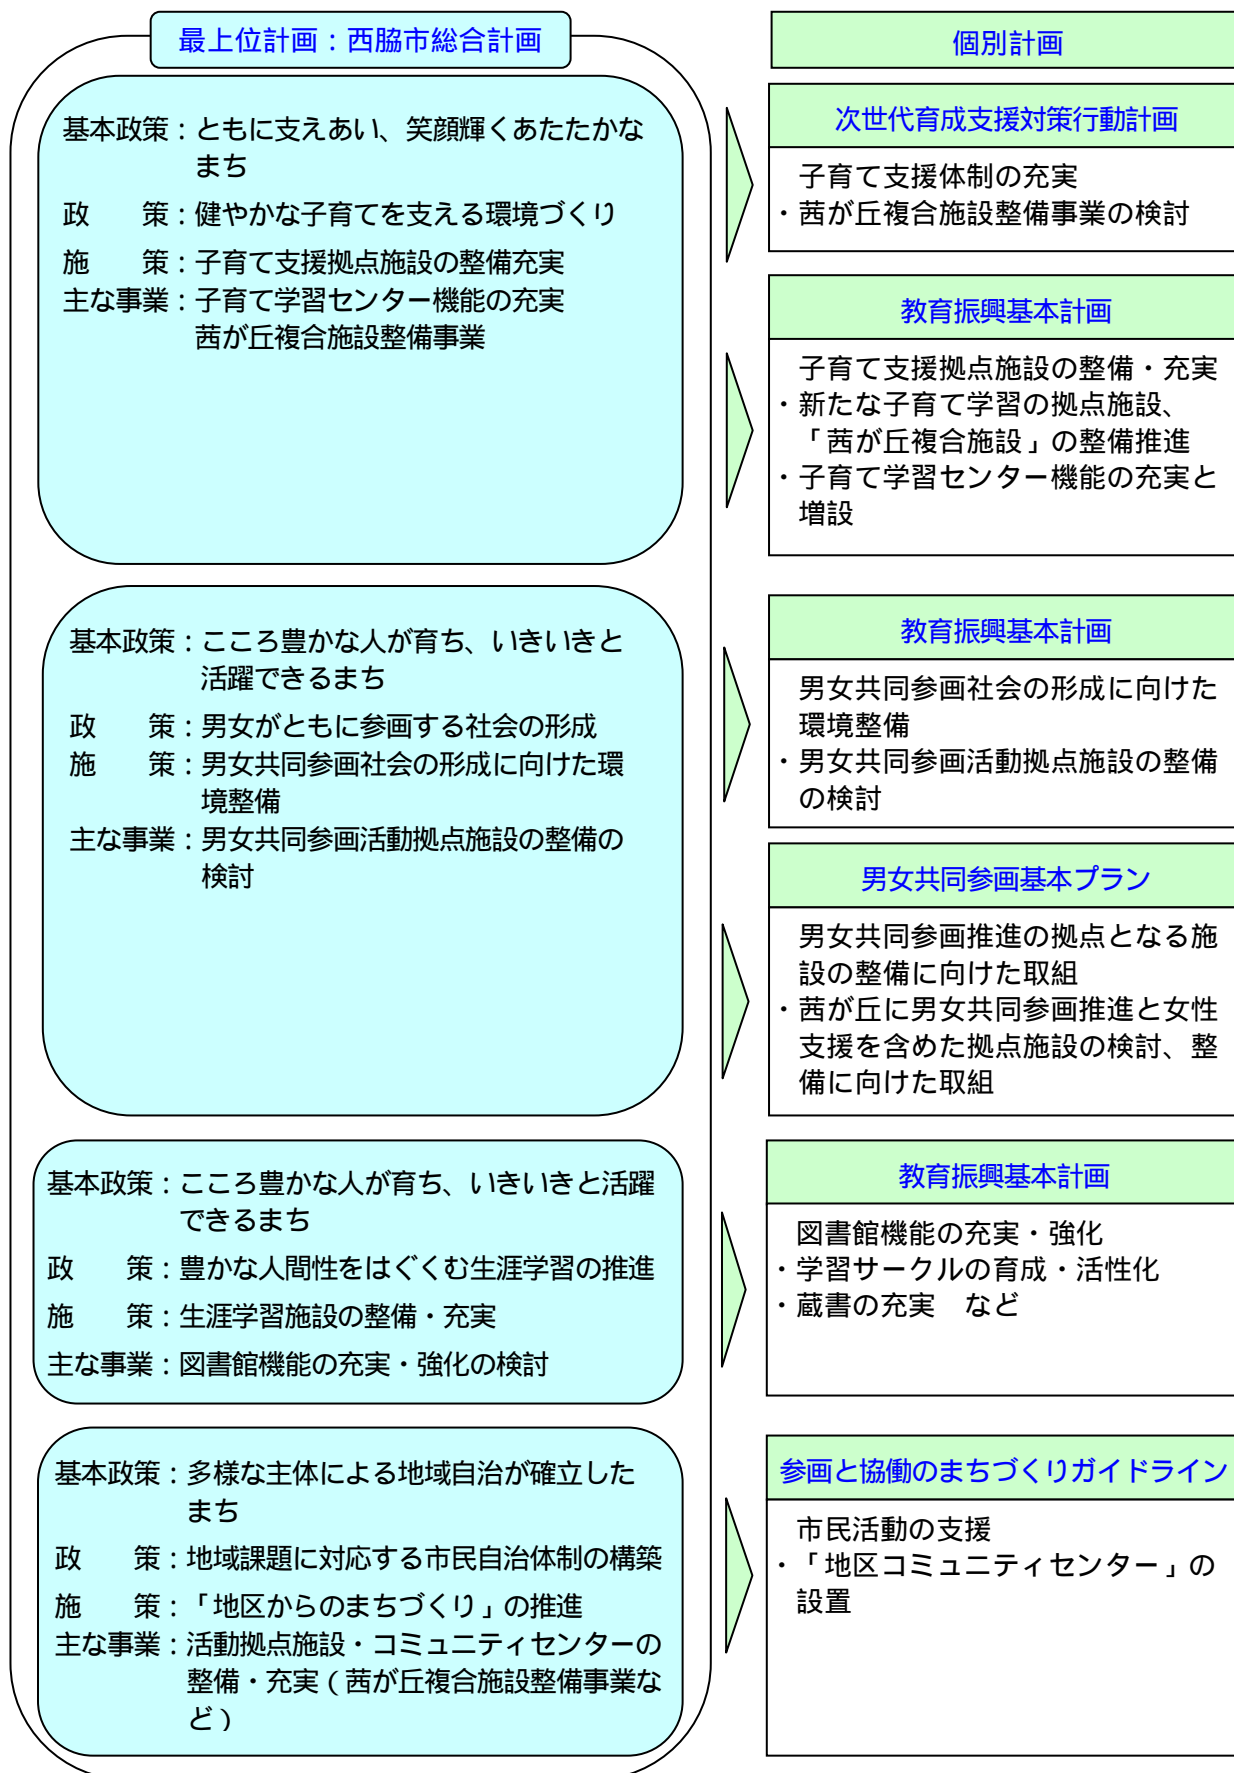 最上位計画：西脇市総合計画
基本政策：ともに支えあい、笑顔輝くあたたかな
まち
政　　策：健やかな子育てを支える環境づくり
施　　策：子育て支援拠点施設の整備充実
主な事業：子育て学習センター機能の充実
茜が丘複合施設整備事業
基本政策：こころ豊かな人が育ち、いきいきと
活躍できるまち
政　　策：男女がともに参画する社会の形成
施　　策：男女共同参画社会の形成に向けた環
境整備
主な事業：男女共同参画活動拠点施設の整備の
検討
基本政策：こころ豊かな人が育ち、いきいきと活躍
できるまち
政　　策：豊かな人間性をはぐくむ生涯学習の推進
施　　策：生涯学習施設の整備・充実
主な事業：図書館機能の充実・強化の検討
基本政策：多様な主体による地域自治が確立した
まち
政　　策：地域課題に対応する市民自治体制の構築
施　　策：「地区からのまちづくり」の推進
主な事業：活動拠点施設・コミュニティセンターの
整備・充実（茜が丘複合施設整備事業な
ど）
個別計画
次世代育成支援対策行動計画
子育て支援体制の充実
・茜が丘複合施設整備事業の検討
教育振興基本計画
子育て支援拠点施設の整備・充実
・新たな子育て学習の拠点施設、
「茜が丘複合施設」の整備推進
・子育て学習センター機能の充実と
増設
教育振興基本計画
男女共同参画社会の形成に向けた
環境整備
・男女共同参画活動拠点施設の整備
の検討
男女共同参画基本プラン
男女共同参画推進の拠点となる施
設の整備に向けた取組
・茜が丘に男女共同参画推進と女性
支援を含めた拠点施設の検討、整
備に向けた取組
教育振興基本計画
図書館機能の充実・強化
・学習サークルの育成・活性化
・蔵書の充実　など
参画と協働のまちづくりガイドライン
市民活動の支援
・「地区コミュニティセンター」の
設置